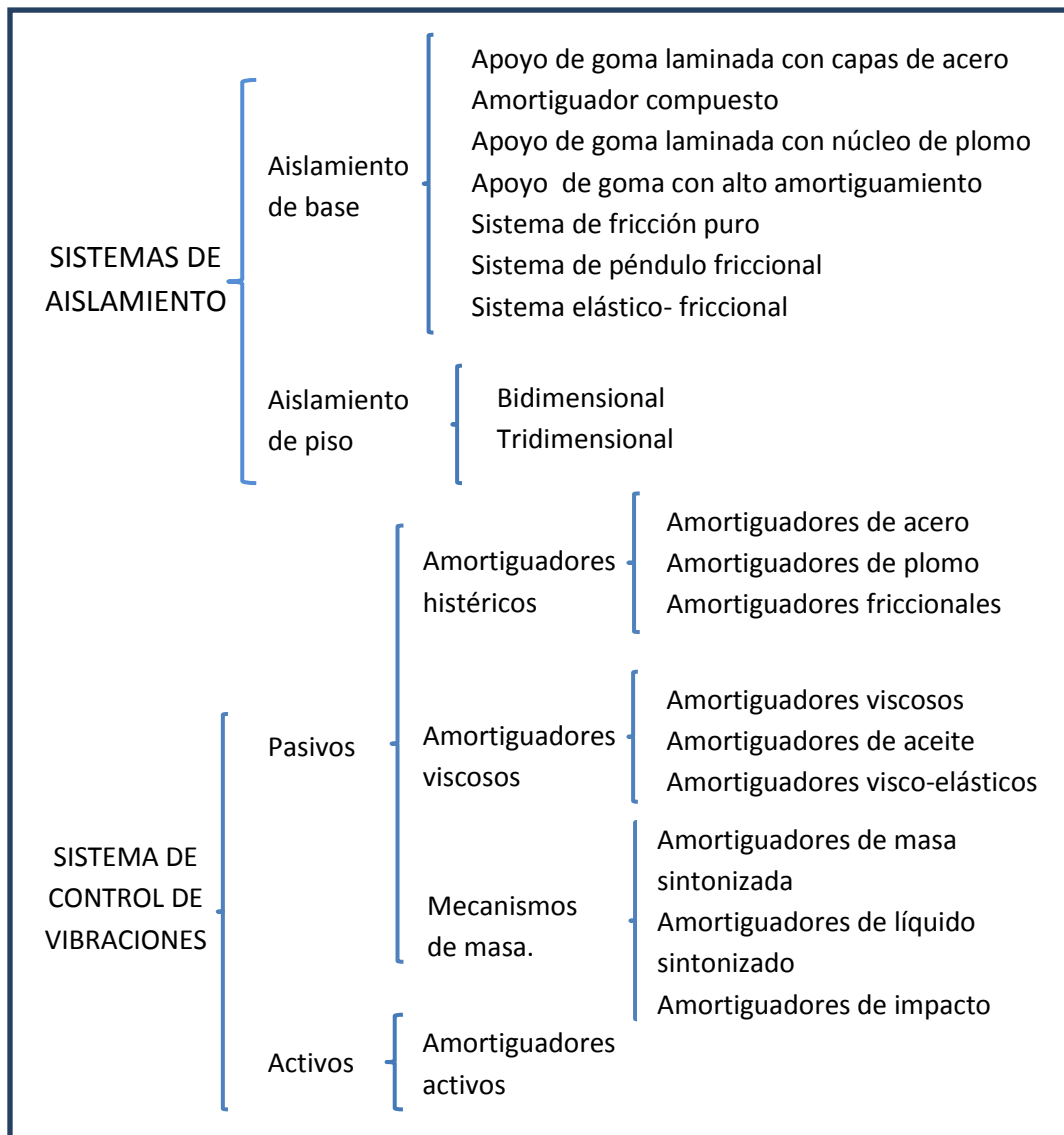 SISTEMAS DE
AISLAMIENTO
Aislamiento
de base
Apoyo de goma laminada con capas de acero
Amortiguador compuesto
Apoyo de goma laminada con núcleo de plomo
Apoyo de goma con alto amortiguamiento
Sistema de fricción puro
Sistema de péndulo friccional
Sistema elástico- friccional
Aislamiento
de piso
Bidimensional
Tridimensional
SISTEMA DE
CONTROL DE
VIBRACIONES
Pasivos
Amortiguadores
histéricos
Amortiguadores de acero
Amortiguadores de plomo
Amortiguadores friccionales
Amortiguadores
viscosos
Amortiguadores viscosos
Amortiguadores de aceite
Amortiguadores visco-elásticos
Mecanismos
de masa.
Amortiguadores de masa
sintonizada
Amortiguadores de líquido
sintonizado
Amortiguadores de impacto
Activos
Amortiguadores
activos